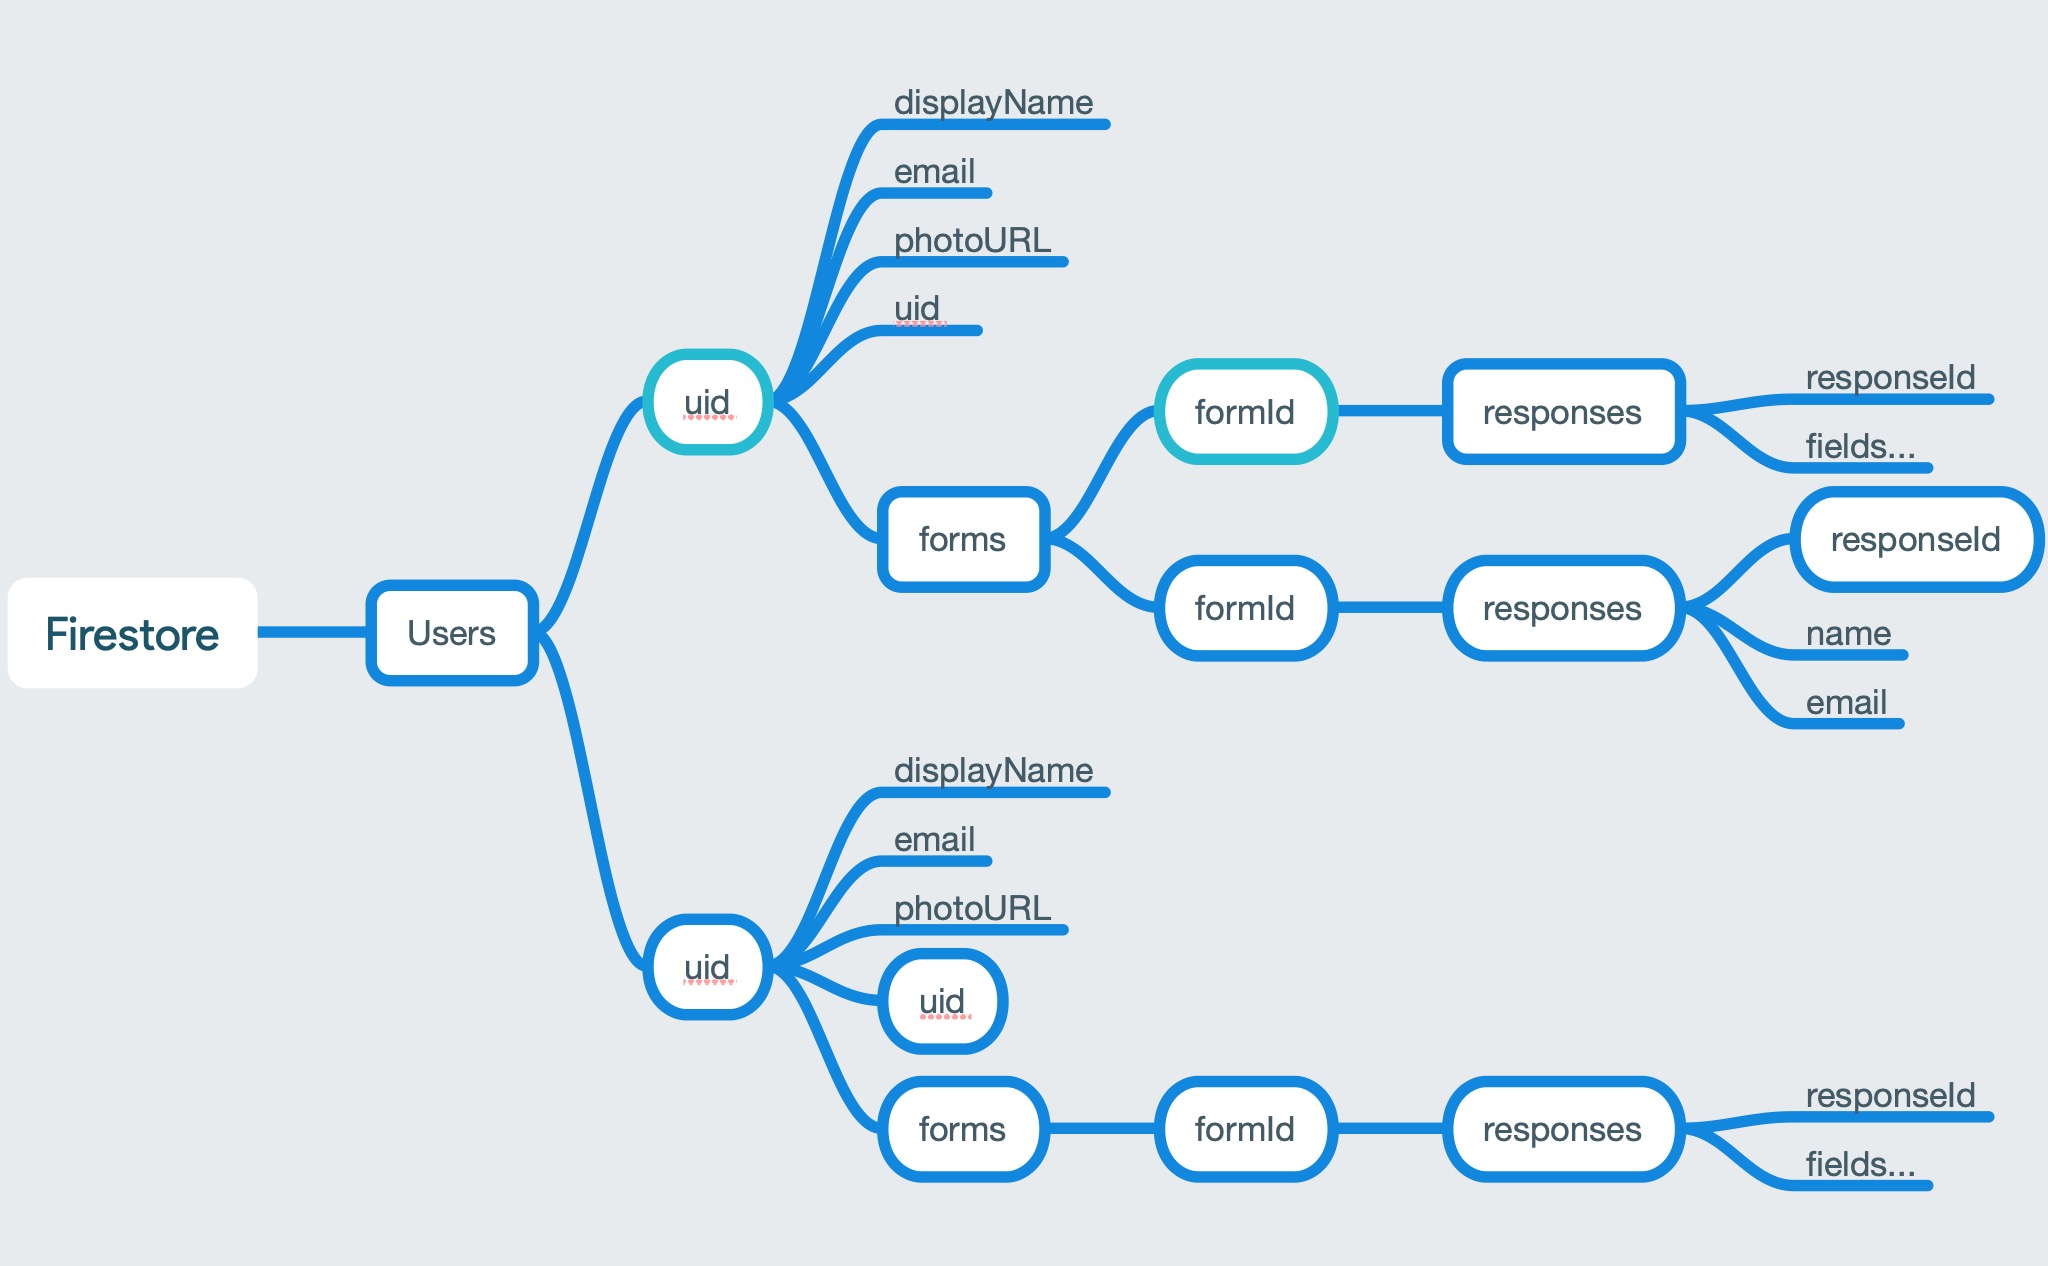 Firestore
Users
uid
displayName
email
photoURL
uid
forms
formId
responses
responseId
fields...
formId
responses
responseId
name
email
uid
displayName
email
photoURL
uid
forms
formId
responses
responseId
fields...